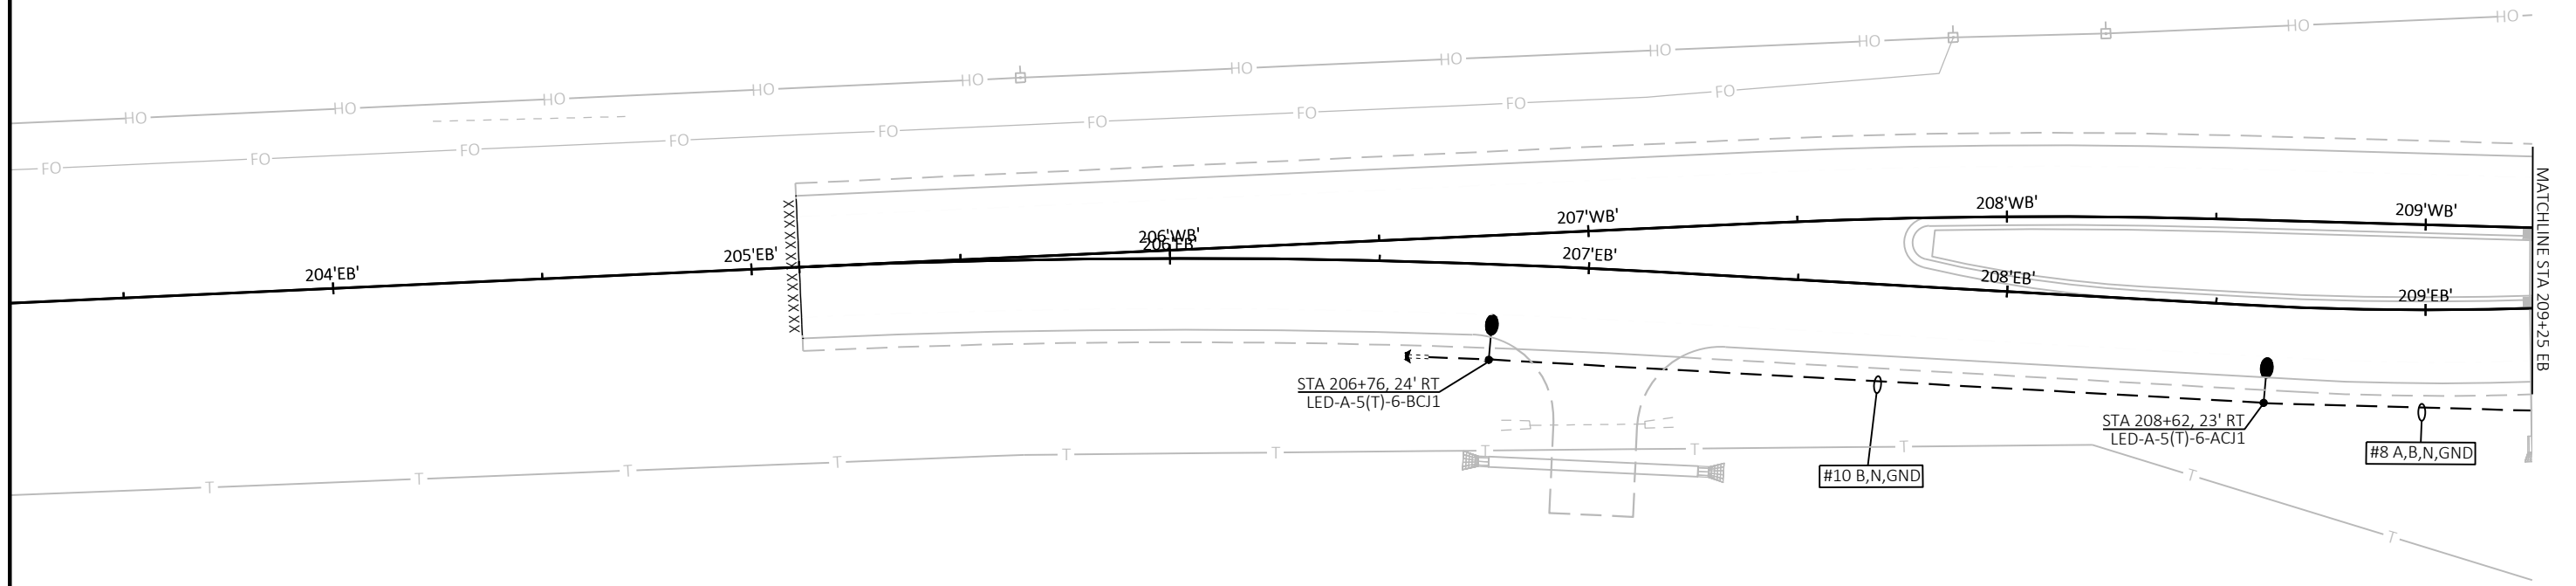 HO HO HO HO HO HO HO HO HO HO HO
FO FO FO FO FO FO FO FO FO
204'EB'
205'EB'
206'WB'
206'EB'
207'WB'
207'EB'
208'WB'
208'EB'
209'WB'
209'EB'
XXXXXXXXXXXXX
MATCHLINE STA 209+25 EB
STA 206+76, 24' RT
LED-A-5(T)-6-BCJ1
STA 208+62, 23' RT
LED-A-5(T)-6-ACJ1
#10 B,N,GND
#8 A,B,N,GND
T T T T T T T T T T T